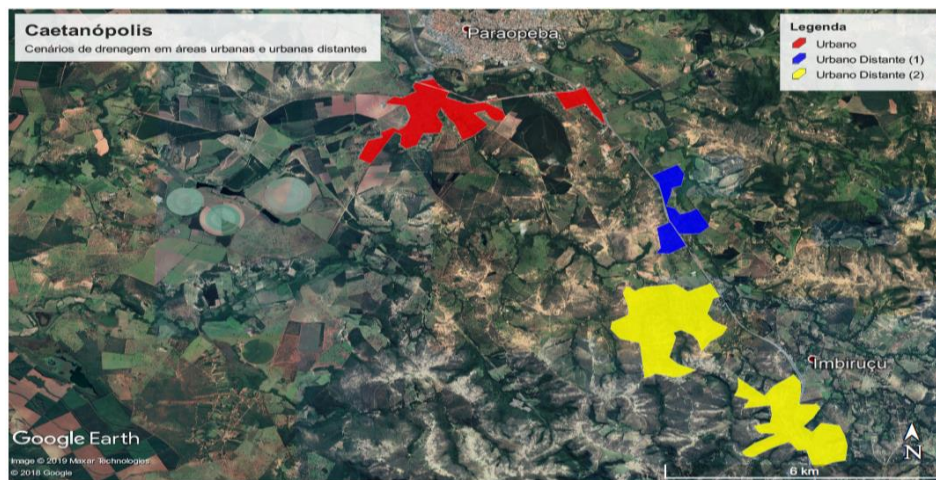 Caetanópolis
Cenários de drenagem em áreas urbanas e urbanas distantes
Paraopeba
Legenda
Urbano
Urbano Distante (1)
Urbano Distante (2)
Imbiruçu
Google Earth
Image © 2019 Maxar Technologies
© 2018 Google
6 km
N